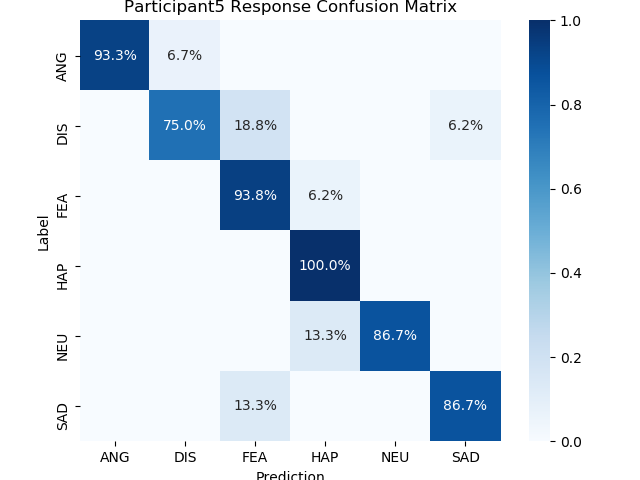 Participant5 Response Confusion Matrix
ANG 93.3% 6.7%
DIS 75.0% 18.8% 6.2%
FEA 93.8% 6.2%
HAP 100.0%
NEU 13.3% 86.7%
SAD 13.3% 86.7%
Label
ANG DIS FEA HAP NEU SAD
Prediction
1.0
0.8
0.6
0.4
0.2
0.0